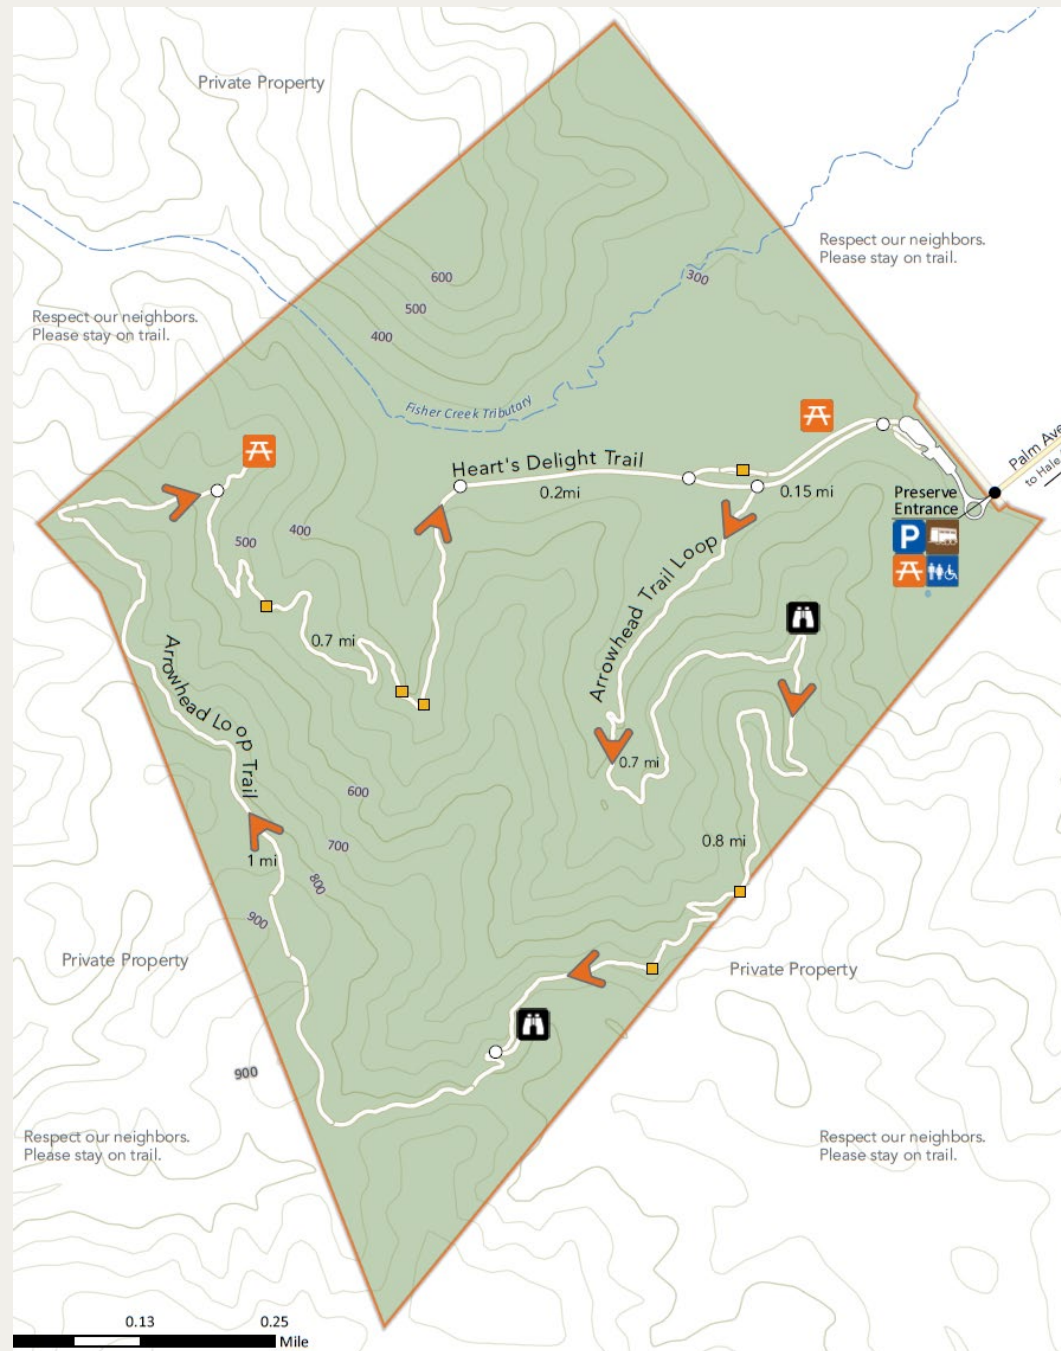 Private Property
Respect our neighbors.
Please stay on trail.
300
600
500
400
Respect our neighbors.
Please stay on trail.
Fisher Creek Tributary
Palm Ave
to Hale
Heart's Delight Trail
0.2mi
0.15 mi
Preserve
Entrance
P
400
500
Arrowhead Trail Loop
0.7 mi
Arrowhead Loop Trail
0.7 mi
600
700
800
0.8 mi
1 mi
900
Private Property
Private Property
900
Respect our neighbors.
Please stay on trail.
Respect our neighbors.
Please stay on trail.
0.13
0.25
Mile